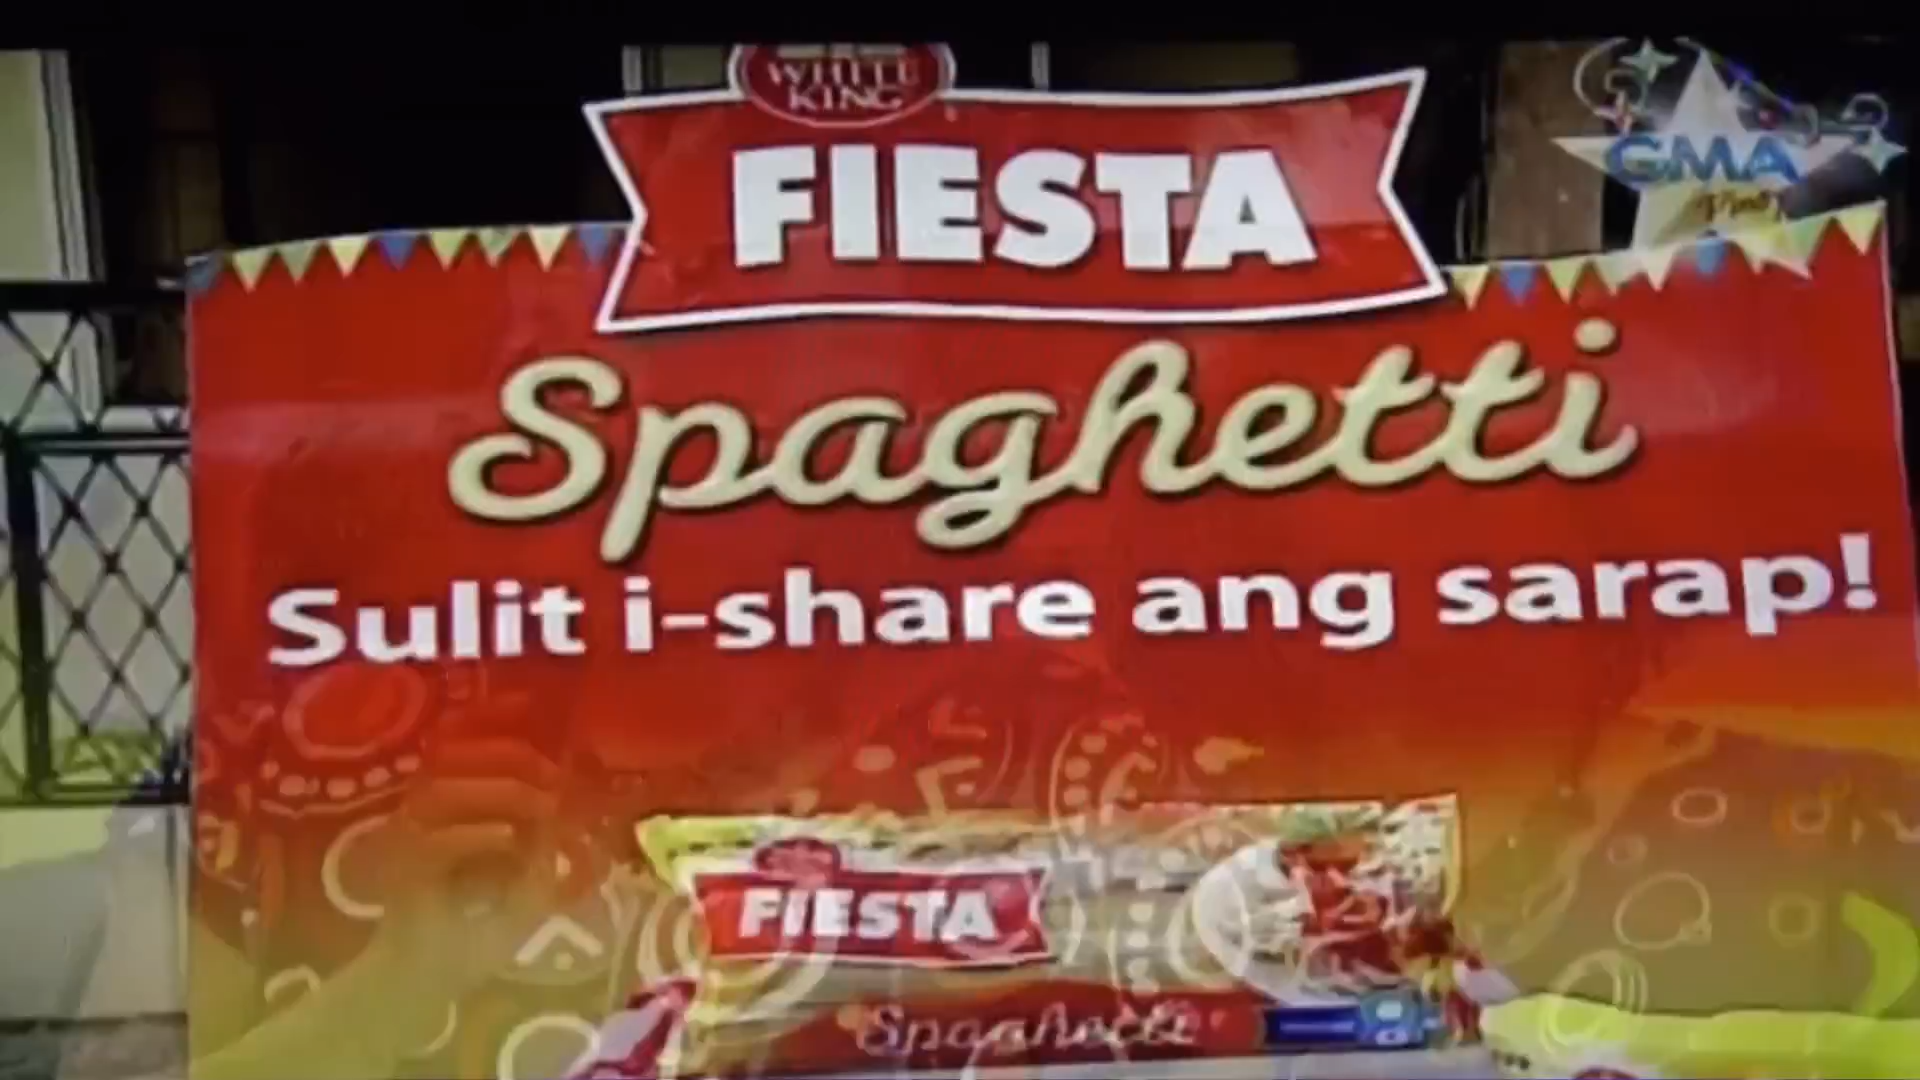 WHITE
KING
FIESTA
GMA
Spaghetti
Sulit i-share ang sarap!
FIESTA
Spaghetti